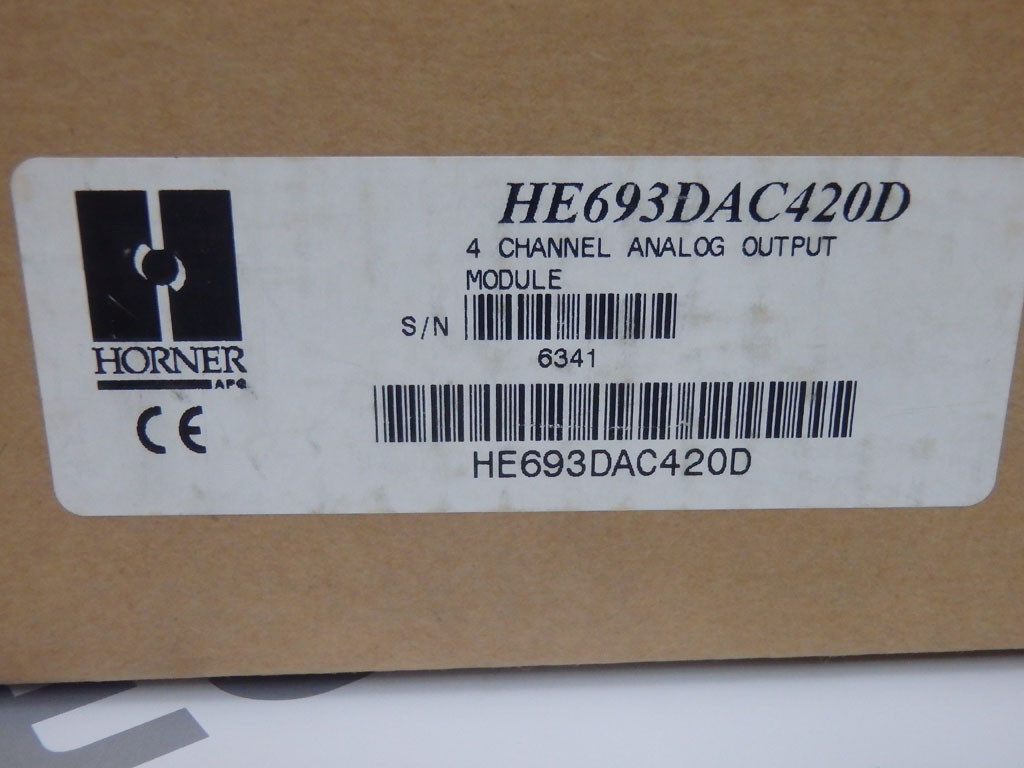 HE693DAC420D
4 CHANNEL ANALOG OUTPUT
MODULE
S/N
6341
HORNER
APG
CE
HE693DAC420D